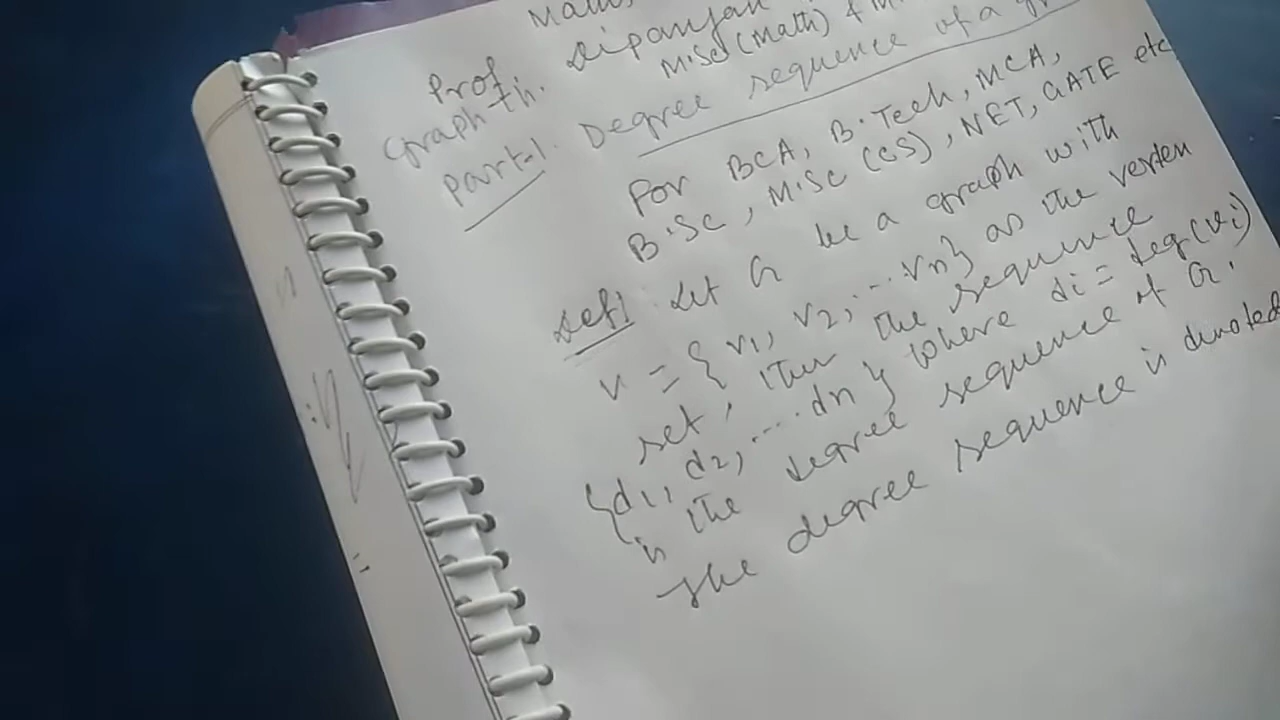 Prof. Dipanjan
M.Sc (Math) +
Graph th. Degree sequence of a
Part-1.
For BCA, B.Tech, MCA,
B.Sc, M.Sc (CS), NET, GATE etc
Def: Let G be a graph with
V = {v1, v2, ... vn} as the vertex
set, then the sequence
{d1, d2, ... dn} where di = deg(vi)
is the degree sequence of G.
The degree sequence is denoted